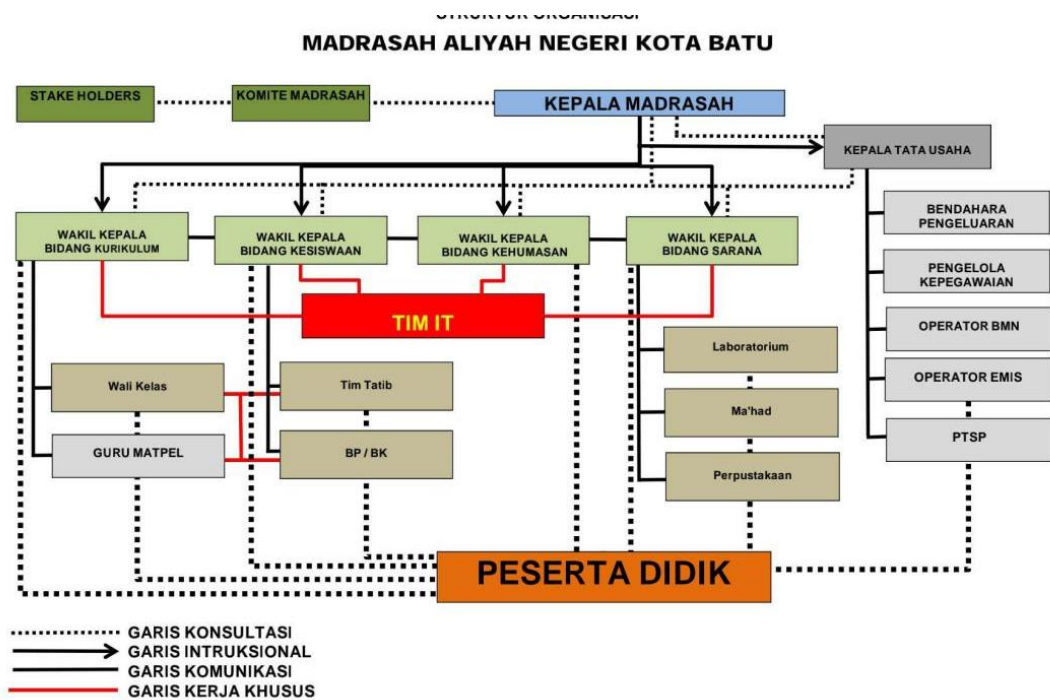 STRUKTUR ORGANISASI
MADRASAH ALIYAH NEGERI KOTA BATU
STAKE HOLDERS
KOMITE MADRASAH
KEPALA MADRASAH
KEPALA TATA USAHA
WAKIL KEPALA
BIDANG KURIKULUM
WAKIL KEPALA
BIDANG KESISWAAN
WAKIL KEPALA
BIDANG KEHUMASAN
WAKIL KEPALA
BIDANG SARANA
BENDAHARA
PENGELUARAN
PENGELOLA
KEPEGAWAIAN
OPERATOR BMN
OPERATOR EMIS
PTSP
TIM IT
Wali Kelas
GURU MATPEL
Tim Tatib
BP / BK
Laboratorium
Ma'had
Perpustakaan
PESERTA DIDIK
GARIS KONSULTASI
GARIS INTRUKSIONAL
GARIS KOMUNIKASI
GARIS KERJA KHUSUS